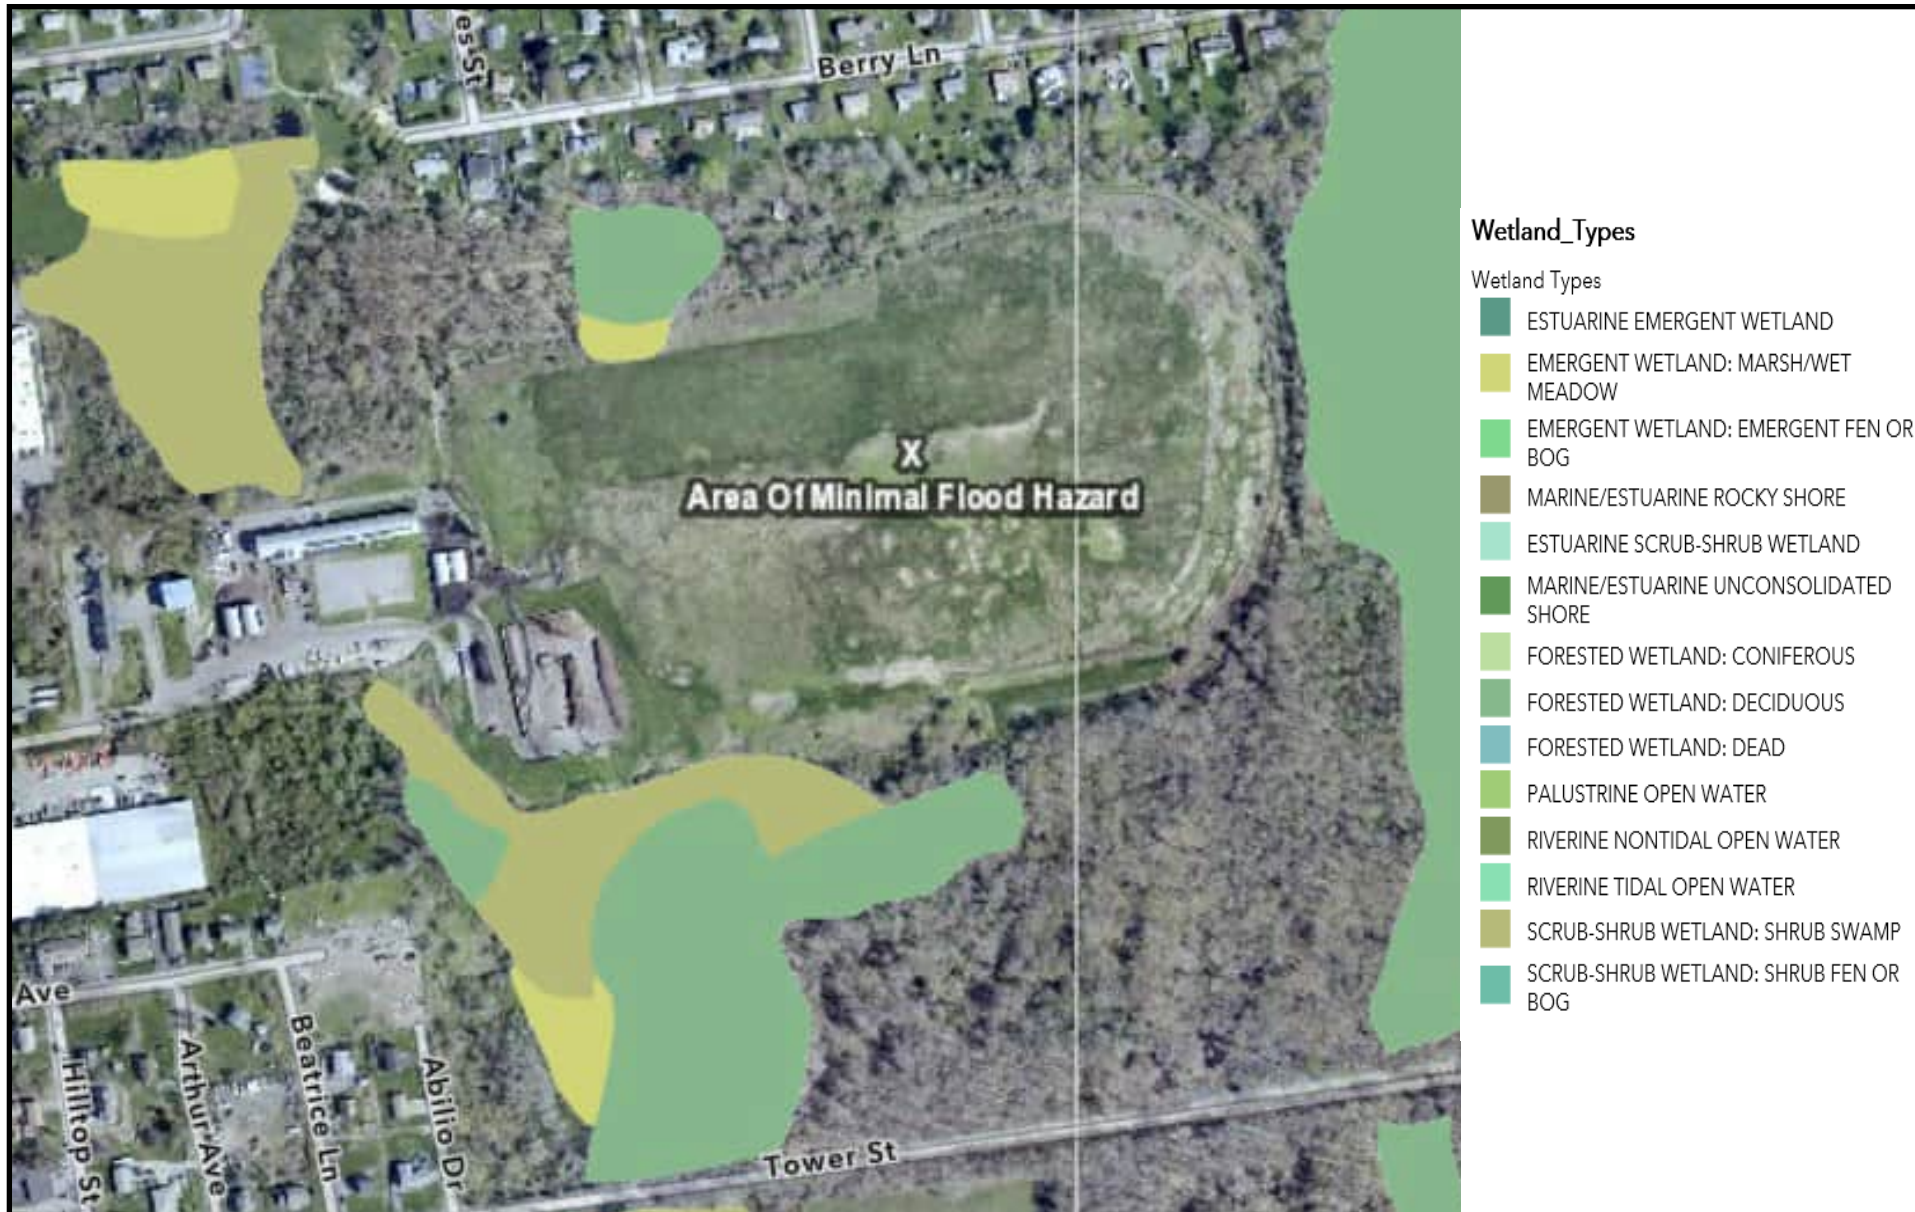 es St
Berry Ln
X
Area Of Minimal Flood Hazard
Ave
Hilltop St
Arthur Ave
Beatrice Ln
Abilio Dr
Tower St
Wetland_Types
Wetland Types
ESTUARINE EMERGENT WETLAND
EMERGENT WETLAND: MARSH/WET
MEADOW
EMERGENT WETLAND: EMERGENT FEN OR
BOG
MARINE/ESTUARINE ROCKY SHORE
ESTUARINE SCRUB-SHRUB WETLAND
MARINE/ESTUARINE UNCONSOLIDATED
SHORE
FORESTED WETLAND: CONIFEROUS
FORESTED WETLAND: DECIDUOUS
FORESTED WETLAND: DEAD
PALUSTRINE OPEN WATER
RIVERINE NONTIDAL OPEN WATER
RIVERINE TIDAL OPEN WATER
SCRUB-SHRUB WETLAND: SHRUB SWAMP
SCRUB-SHRUB WETLAND: SHRUB FEN OR
BOG